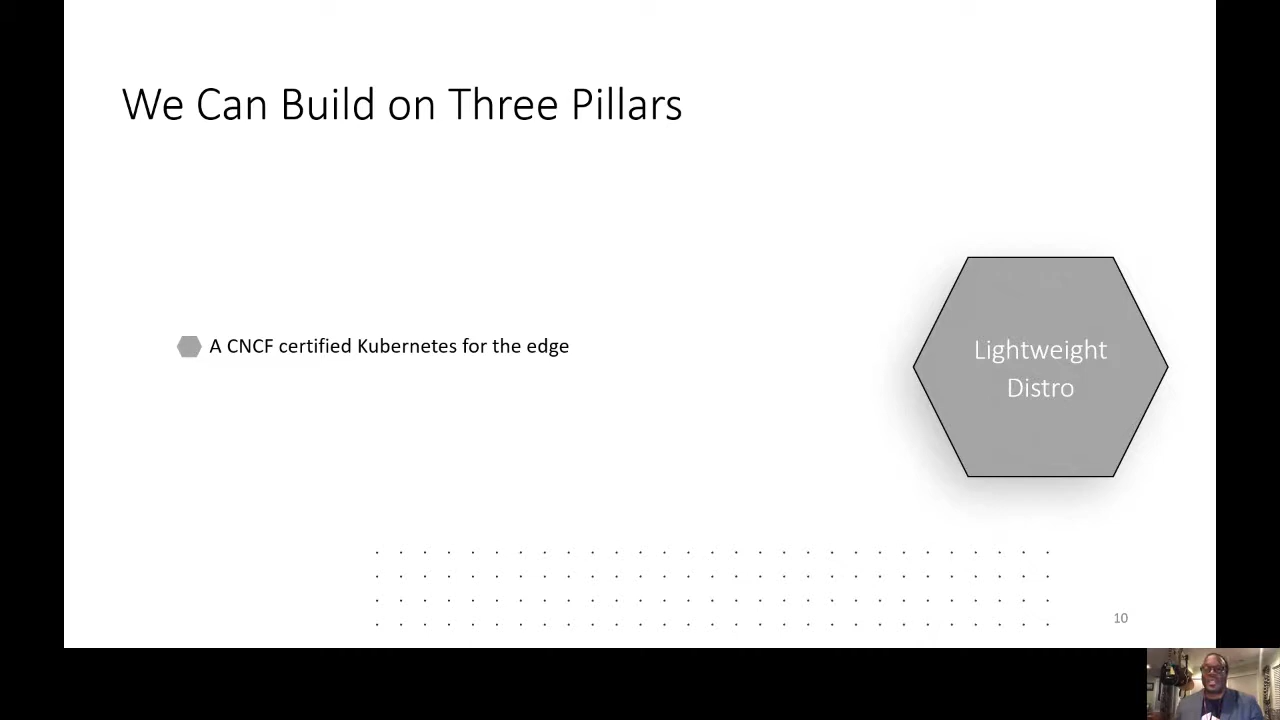 We Can Build on Three Pillars
A CNCF certified Kubernetes for the edge
Lightweight
Distro
10